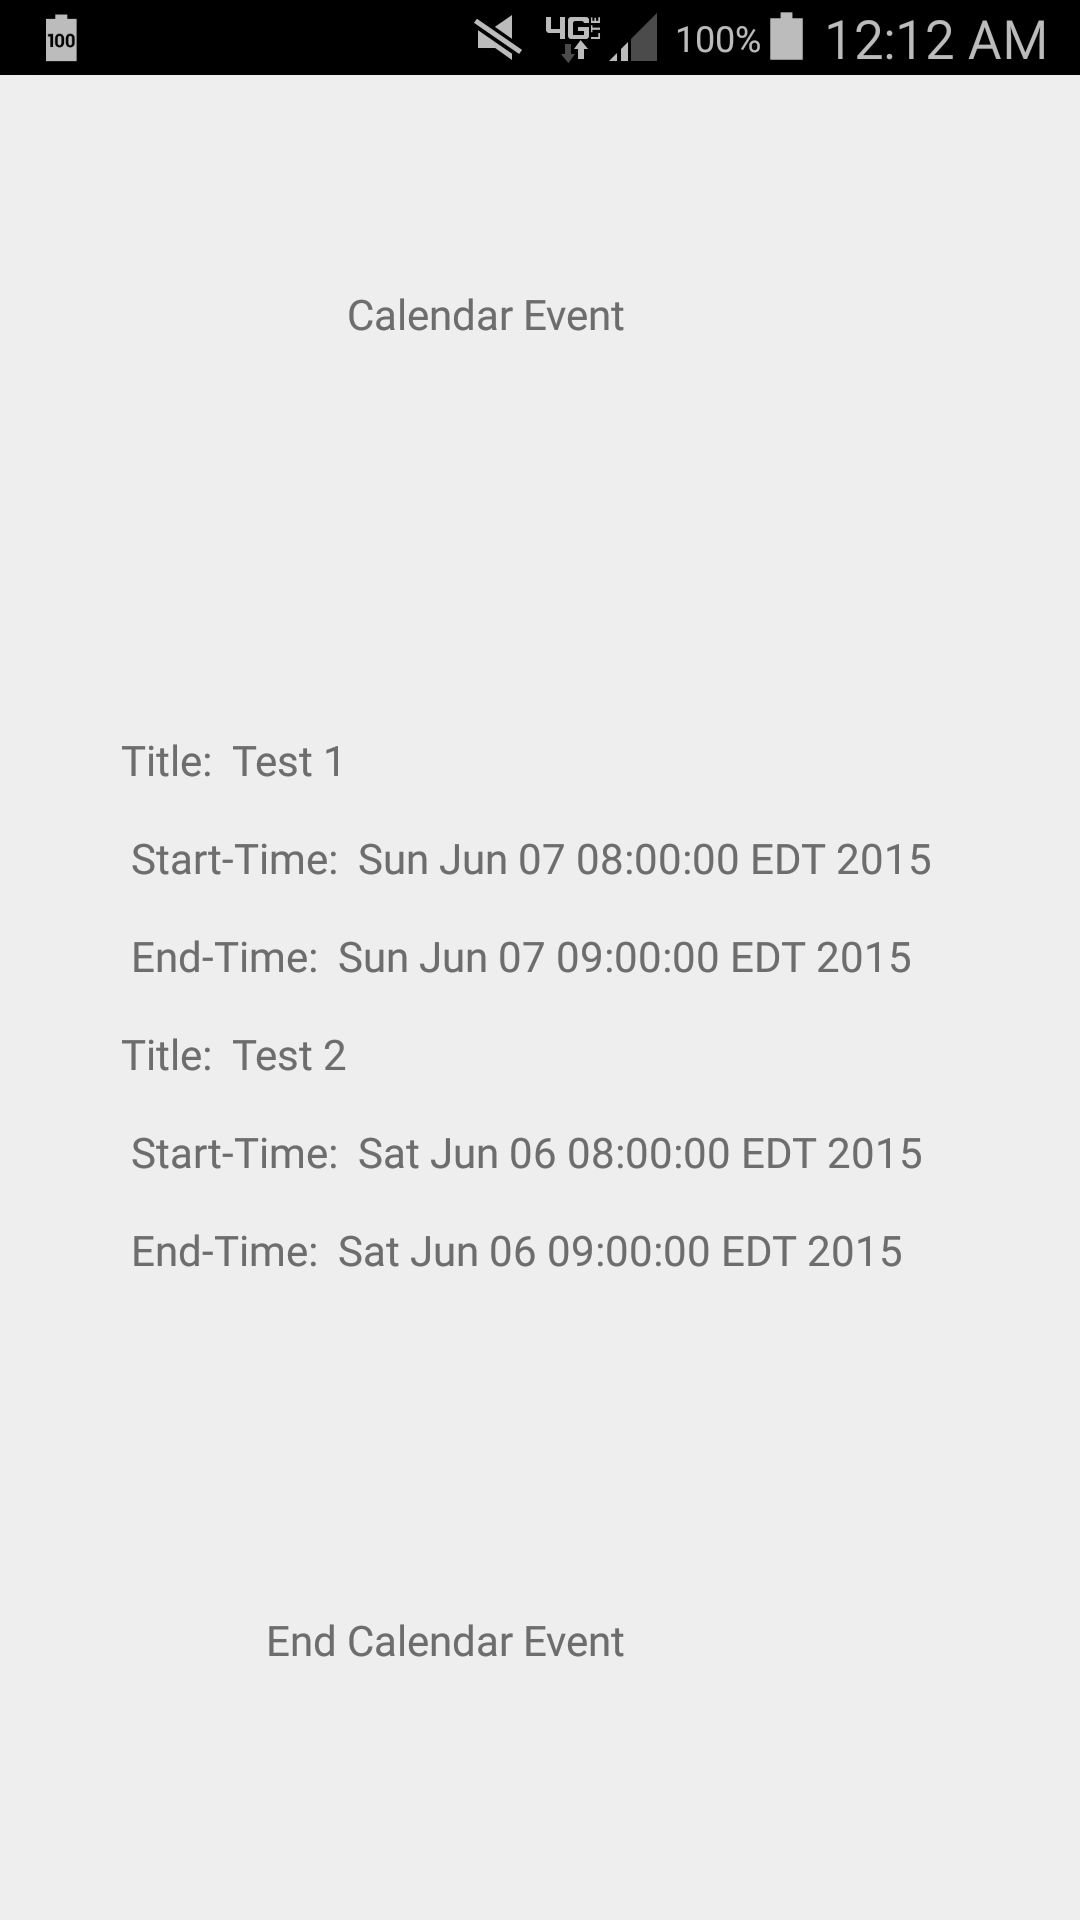 100 4G LTE 100% 12:12 AM
Calendar Event
Title:  Test 1
Start-Time:  Sun Jun 07 08:00:00 EDT 2015
End-Time:  Sun Jun 07 09:00:00 EDT 2015
Title:  Test 2
Start-Time:  Sat Jun 06 08:00:00 EDT 2015
End-Time:  Sat Jun 06 09:00:00 EDT 2015
End Calendar Event